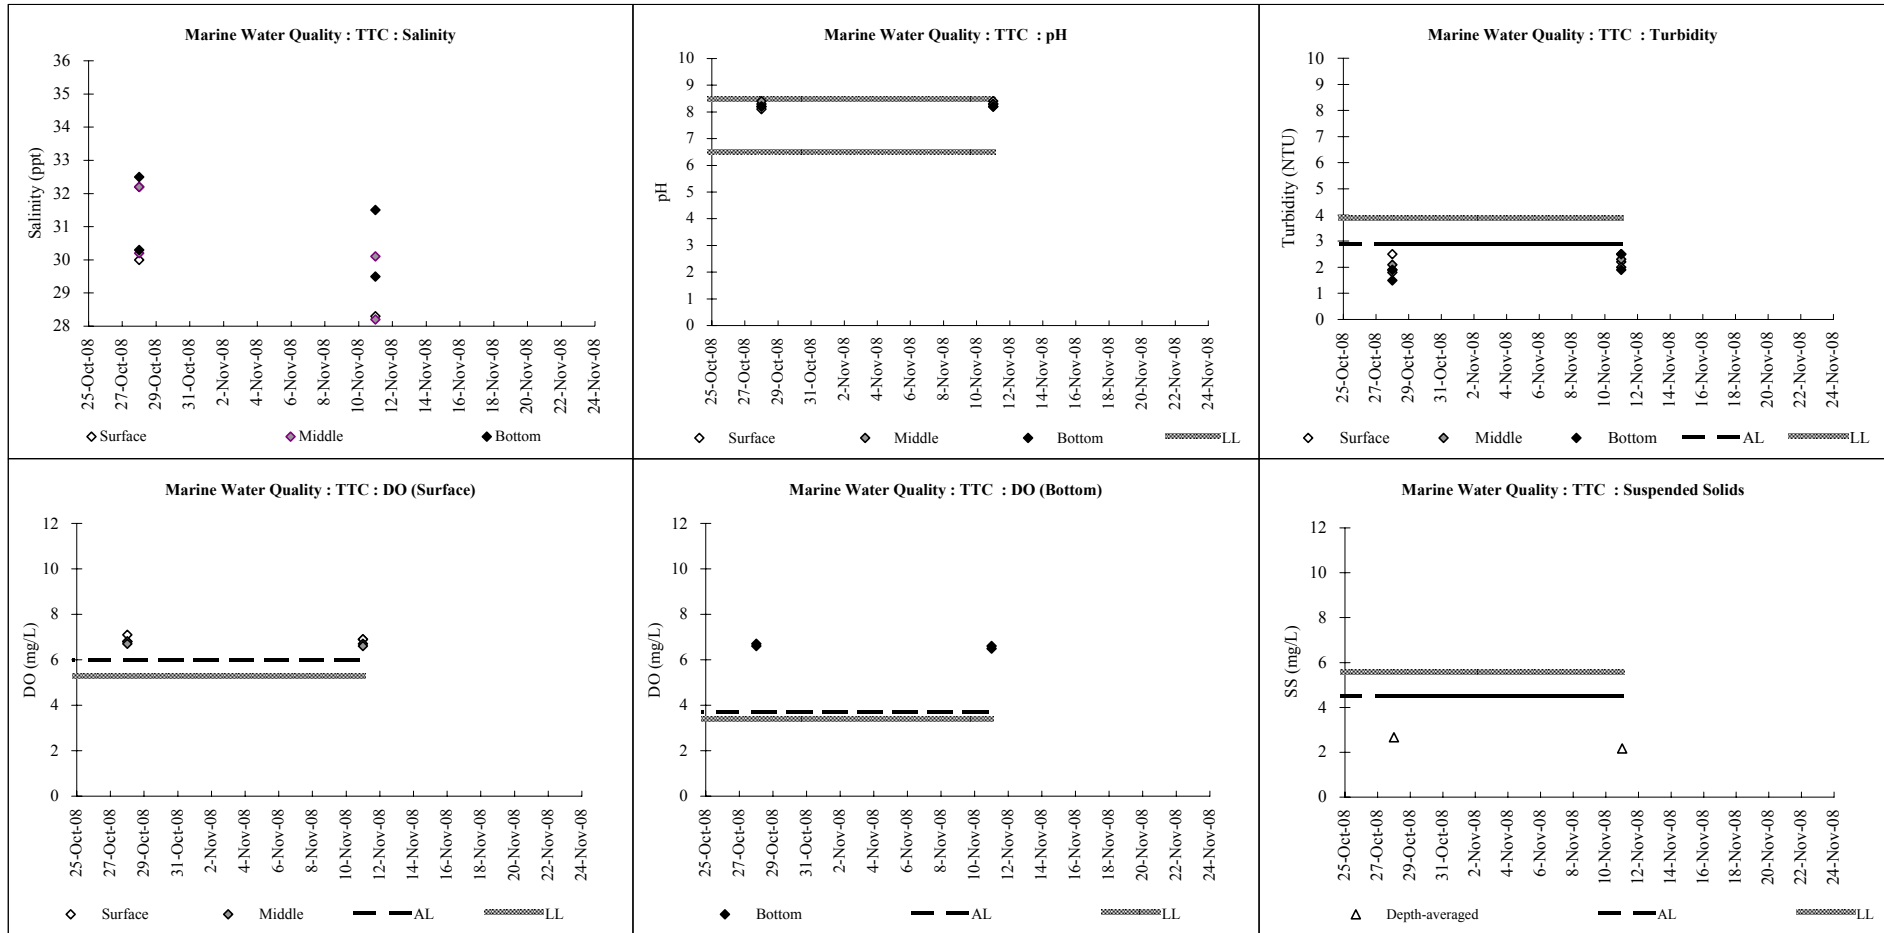 Marine Water Quality : TTC : Salinity
36
35
34
33
32
31
30
29
28
Salinity (ppt)
25-Oct-08
27-Oct-08
29-Oct-08
31-Oct-08
2-Nov-08
4-Nov-08
6-Nov-08
8-Nov-08
10-Nov-08
12-Nov-08
14-Nov-08
16-Nov-08
18-Nov-08
20-Nov-08
22-Nov-08
24-Nov-08
Surface Middle Bottom
Marine Water Quality : TTC : pH
10
9
8
7
6
5
4
3
2
1
0
pH
25-Oct-08
27-Oct-08
29-Oct-08
31-Oct-08
2-Nov-08
4-Nov-08
6-Nov-08
8-Nov-08
10-Nov-08
12-Nov-08
14-Nov-08
16-Nov-08
18-Nov-08
20-Nov-08
22-Nov-08
24-Nov-08
Surface Middle Bottom LL
Marine Water Quality : TTC : Turbidity
10
9
8
7
6
5
4
3
2
1
0
Turbidity (NTU)
25-Oct-08
27-Oct-08
29-Oct-08
31-Oct-08
2-Nov-08
4-Nov-08
6-Nov-08
8-Nov-08
10-Nov-08
12-Nov-08
14-Nov-08
16-Nov-08
18-Nov-08
20-Nov-08
22-Nov-08
24-Nov-08
Surface Middle Bottom AL LL
Marine Water Quality : TTC : DO (Surface)
12
10
8
6
4
2
0
DO (mg/L)
25-Oct-08
27-Oct-08
29-Oct-08
31-Oct-08
2-Nov-08
4-Nov-08
6-Nov-08
8-Nov-08
10-Nov-08
12-Nov-08
14-Nov-08
16-Nov-08
18-Nov-08
20-Nov-08
22-Nov-08
24-Nov-08
Surface Middle AL LL
Marine Water Quality : TTC : DO (Bottom)
12
10
8
6
4
2
0
DO (mg/L)
25-Oct-08
27-Oct-08
29-Oct-08
31-Oct-08
2-Nov-08
4-Nov-08
6-Nov-08
8-Nov-08
10-Nov-08
12-Nov-08
14-Nov-08
16-Nov-08
18-Nov-08
20-Nov-08
22-Nov-08
24-Nov-08
Bottom AL LL
Marine Water Quality : TTC : Suspended Solids
12
10
8
6
4
2
0
SS (mg/L)
25-Oct-08
27-Oct-08
29-Oct-08
31-Oct-08
2-Nov-08
4-Nov-08
6-Nov-08
8-Nov-08
10-Nov-08
12-Nov-08
14-Nov-08
16-Nov-08
18-Nov-08
20-Nov-08
22-Nov-08
24-Nov-08
Depth-averaged AL LL